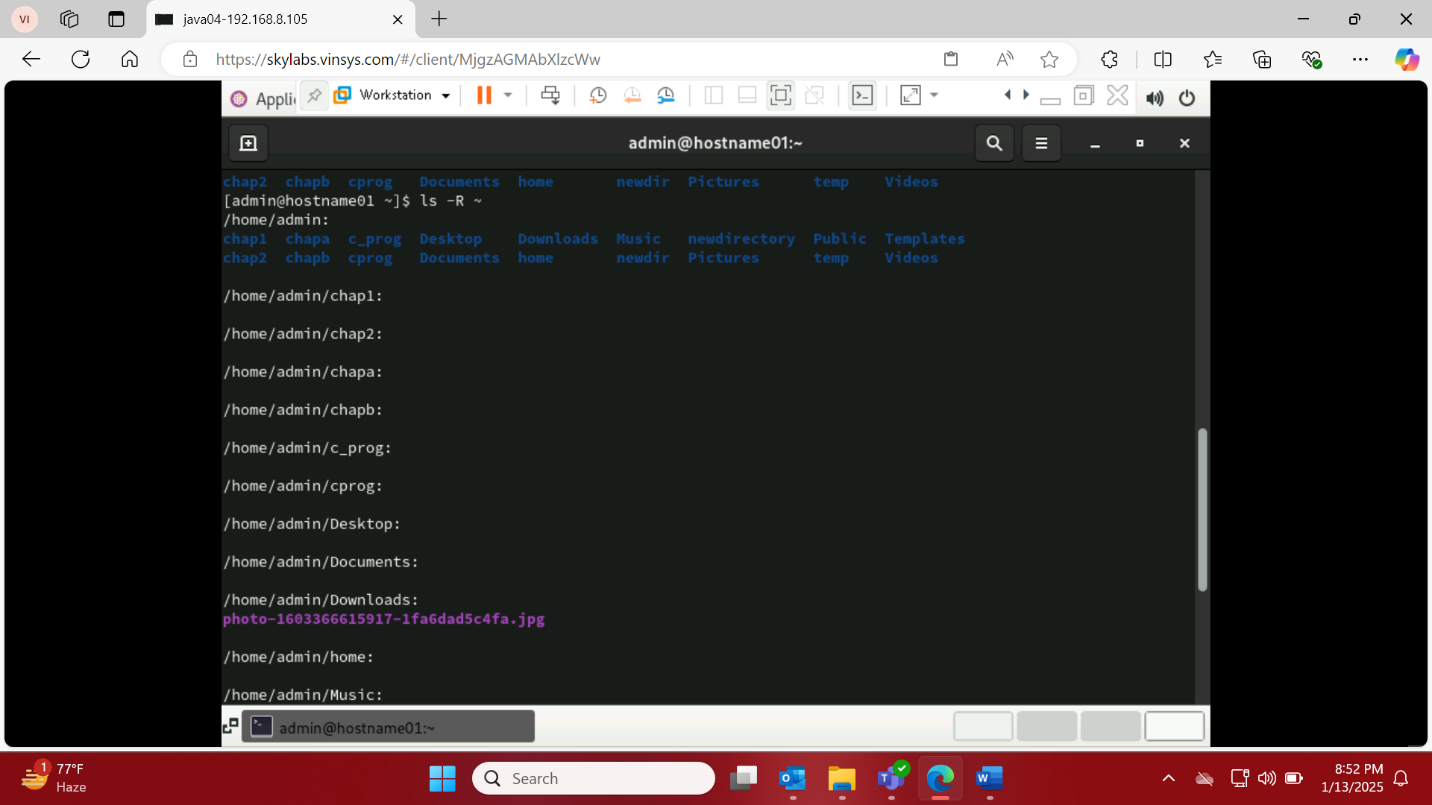 VI
java04-192.168.8.105
https://skylabs.vinsys.com/#/client/MjgzAGMAbXlzcWw
Appli
Workstation
admin@hostname01:~
chap2 chapb cprog Documents home newdir Pictures temp Videos
[admin@hostname01 ~]$ ls -R ~
/home/admin:
chap1 chapa c_prog Desktop Downloads Music newdirectory Public Templates
chap2 chapb cprog Documents home newdir Pictures temp Videos
/home/admin/chap1:
/home/admin/chap2:
/home/admin/chapa:
/home/admin/chapb:
/home/admin/c_prog:
/home/admin/cprog:
/home/admin/Desktop:
/home/admin/Documents:
/home/admin/Downloads:
photo-1603366615917-1fa6dad5c4fa.jpg
/home/admin/home:
/home/admin/Music:
admin@hostname01:~
1
77°F
Haze
Search
8:52 PM
1/13/2025